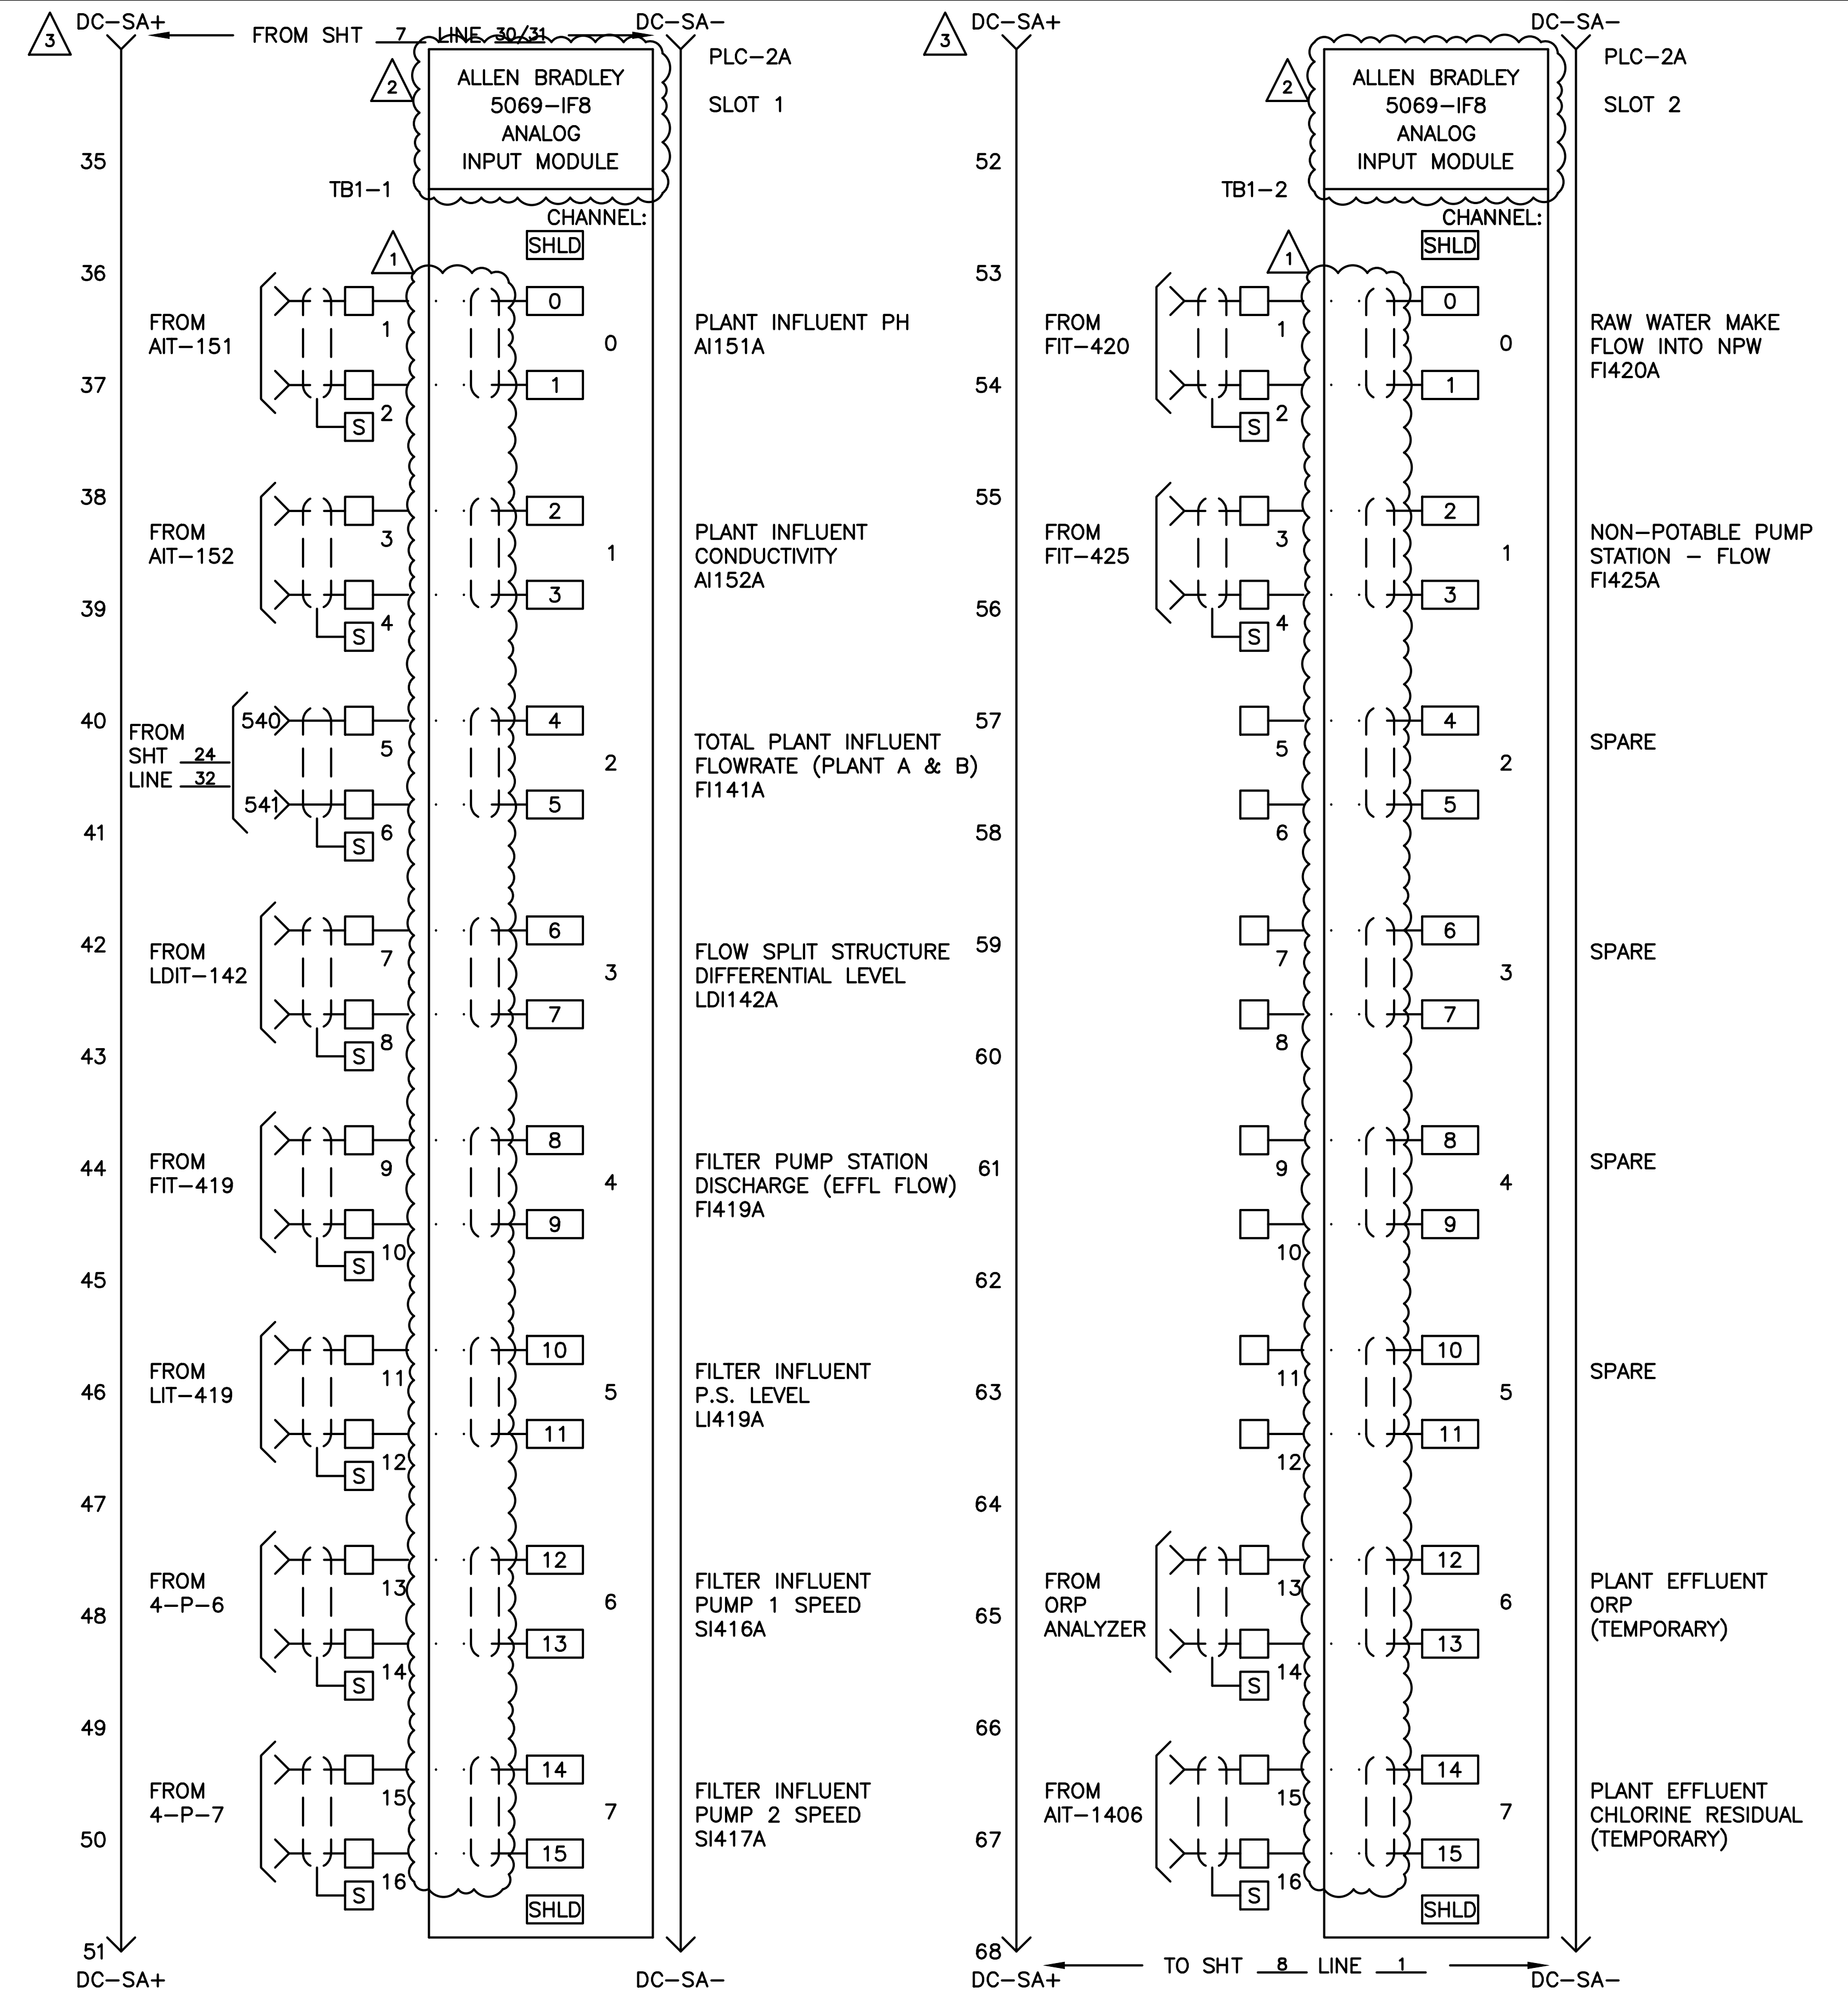 3
DC-SA+
FROM SHT 7 LINE 30/31
DC-SA-
PLC-2A
SLOT 1
2
ALLEN BRADLEY
5069-IF8
ANALOG
INPUT MODULE
35
TB1-1
CHANNEL:
SHLD
1
36
FROM
AIT-151
1
0
0
PLANT INFLUENT PH
AI151A
37
2
S
1
38
FROM
AIT-152
3
2
1
PLANT INFLUENT
CONDUCTIVITY
AI152A
39
4
S
3
40
FROM
SHT 24
LINE 32
540
5
4
2
TOTAL PLANT INFLUENT
FLOWRATE (PLANT A & B)
FI141A
541
41
6
S
5
42
FROM
LDIT-142
7
6
3
FLOW SPLIT STRUCTURE
DIFFERENTIAL LEVEL
LDI142A
43
8
S
7
44
FROM
FIT-419
9
8
4
FILTER PUMP STATION
DISCHARGE (EFFL FLOW)
FI419A
45
10
S
9
46
FROM
LIT-419
11
10
5
FILTER INFLUENT
P.S. LEVEL
LI419A
12
S
11
47
48
FROM
4-P-6
13
12
6
FILTER INFLUENT
PUMP 1 SPEED
SI416A
14
S
13
49
FROM
4-P-7
15
14
7
FILTER INFLUENT
PUMP 2 SPEED
SI417A
50
16
S
15
SHLD
51
DC-SA+
DC-SA-
3
DC-SA+
DC-SA-
PLC-2A
SLOT 2
2
ALLEN BRADLEY
5069-IF8
ANALOG
INPUT MODULE
52
TB1-2
CHANNEL:
SHLD
1
53
FROM
FIT-420
1
0
0
RAW WATER MAKE
FLOW INTO NPW
FI420A
54
2
S
1
55
FROM
FIT-425
3
2
1
NON-POTABLE PUMP
STATION - FLOW
FI425A
56
4
S
3
57
5
4
2
SPARE
58
6
5
59
7
6
3
SPARE
60
8
7
61
9
8
4
SPARE
62
10
9
63
11
10
5
SPARE
12
11
64
65
FROM
ORP
ANALYZER
13
12
6
PLANT EFFLUENT
ORP
(TEMPORARY)
14
S
13
66
FROM
AIT-1406
15
14
7
PLANT EFFLUENT
CHLORINE RESIDUAL
(TEMPORARY)
67
16
S
15
SHLD
68
DC-SA+
TO SHT 8 LINE 1
DC-SA-